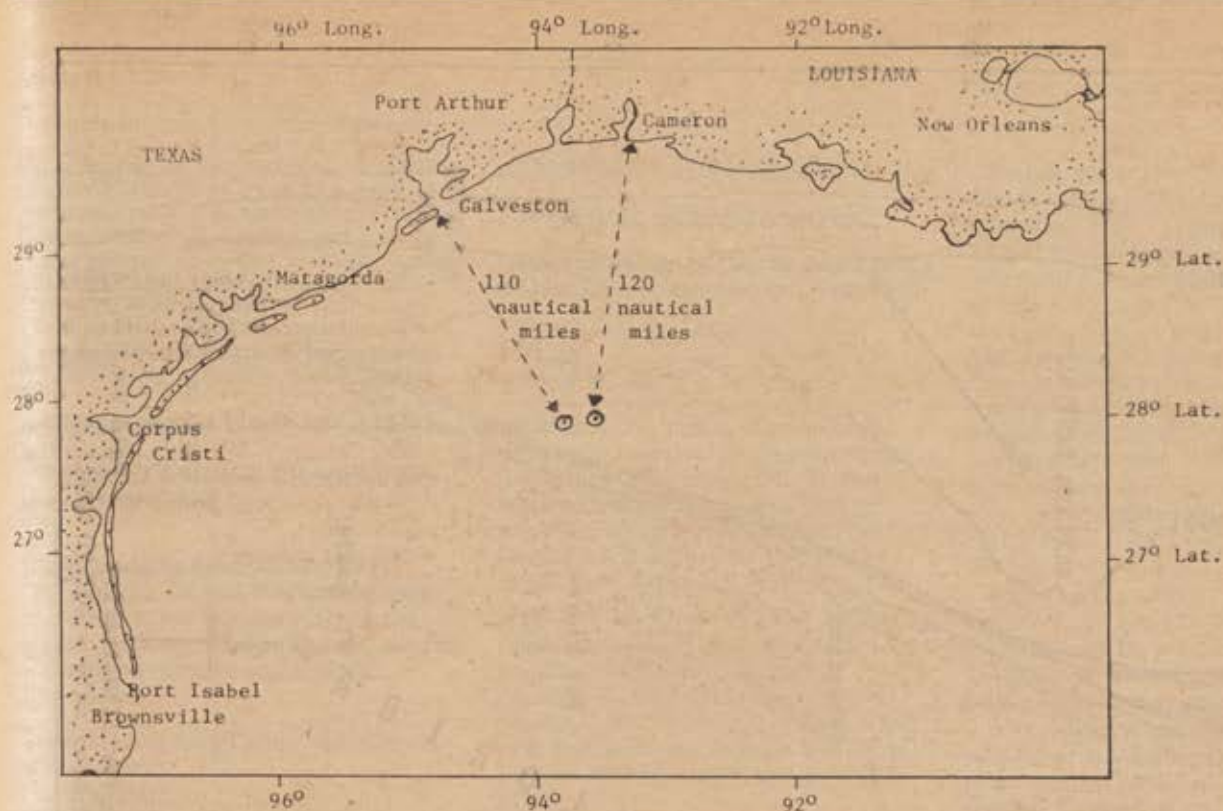 96° Long.
94° Long.
92° Long.
LOUISIANA
Port Arthur
Cameron
New Orleans
TEXAS
Galveston
29°
29° Lat.
Matagorda
110
nautical
miles
120
nautical
miles
28°
28° Lat.
Corpus
Cristi
27°
27° Lat.
Port Isabel
Brownsville
96°
94°
92°